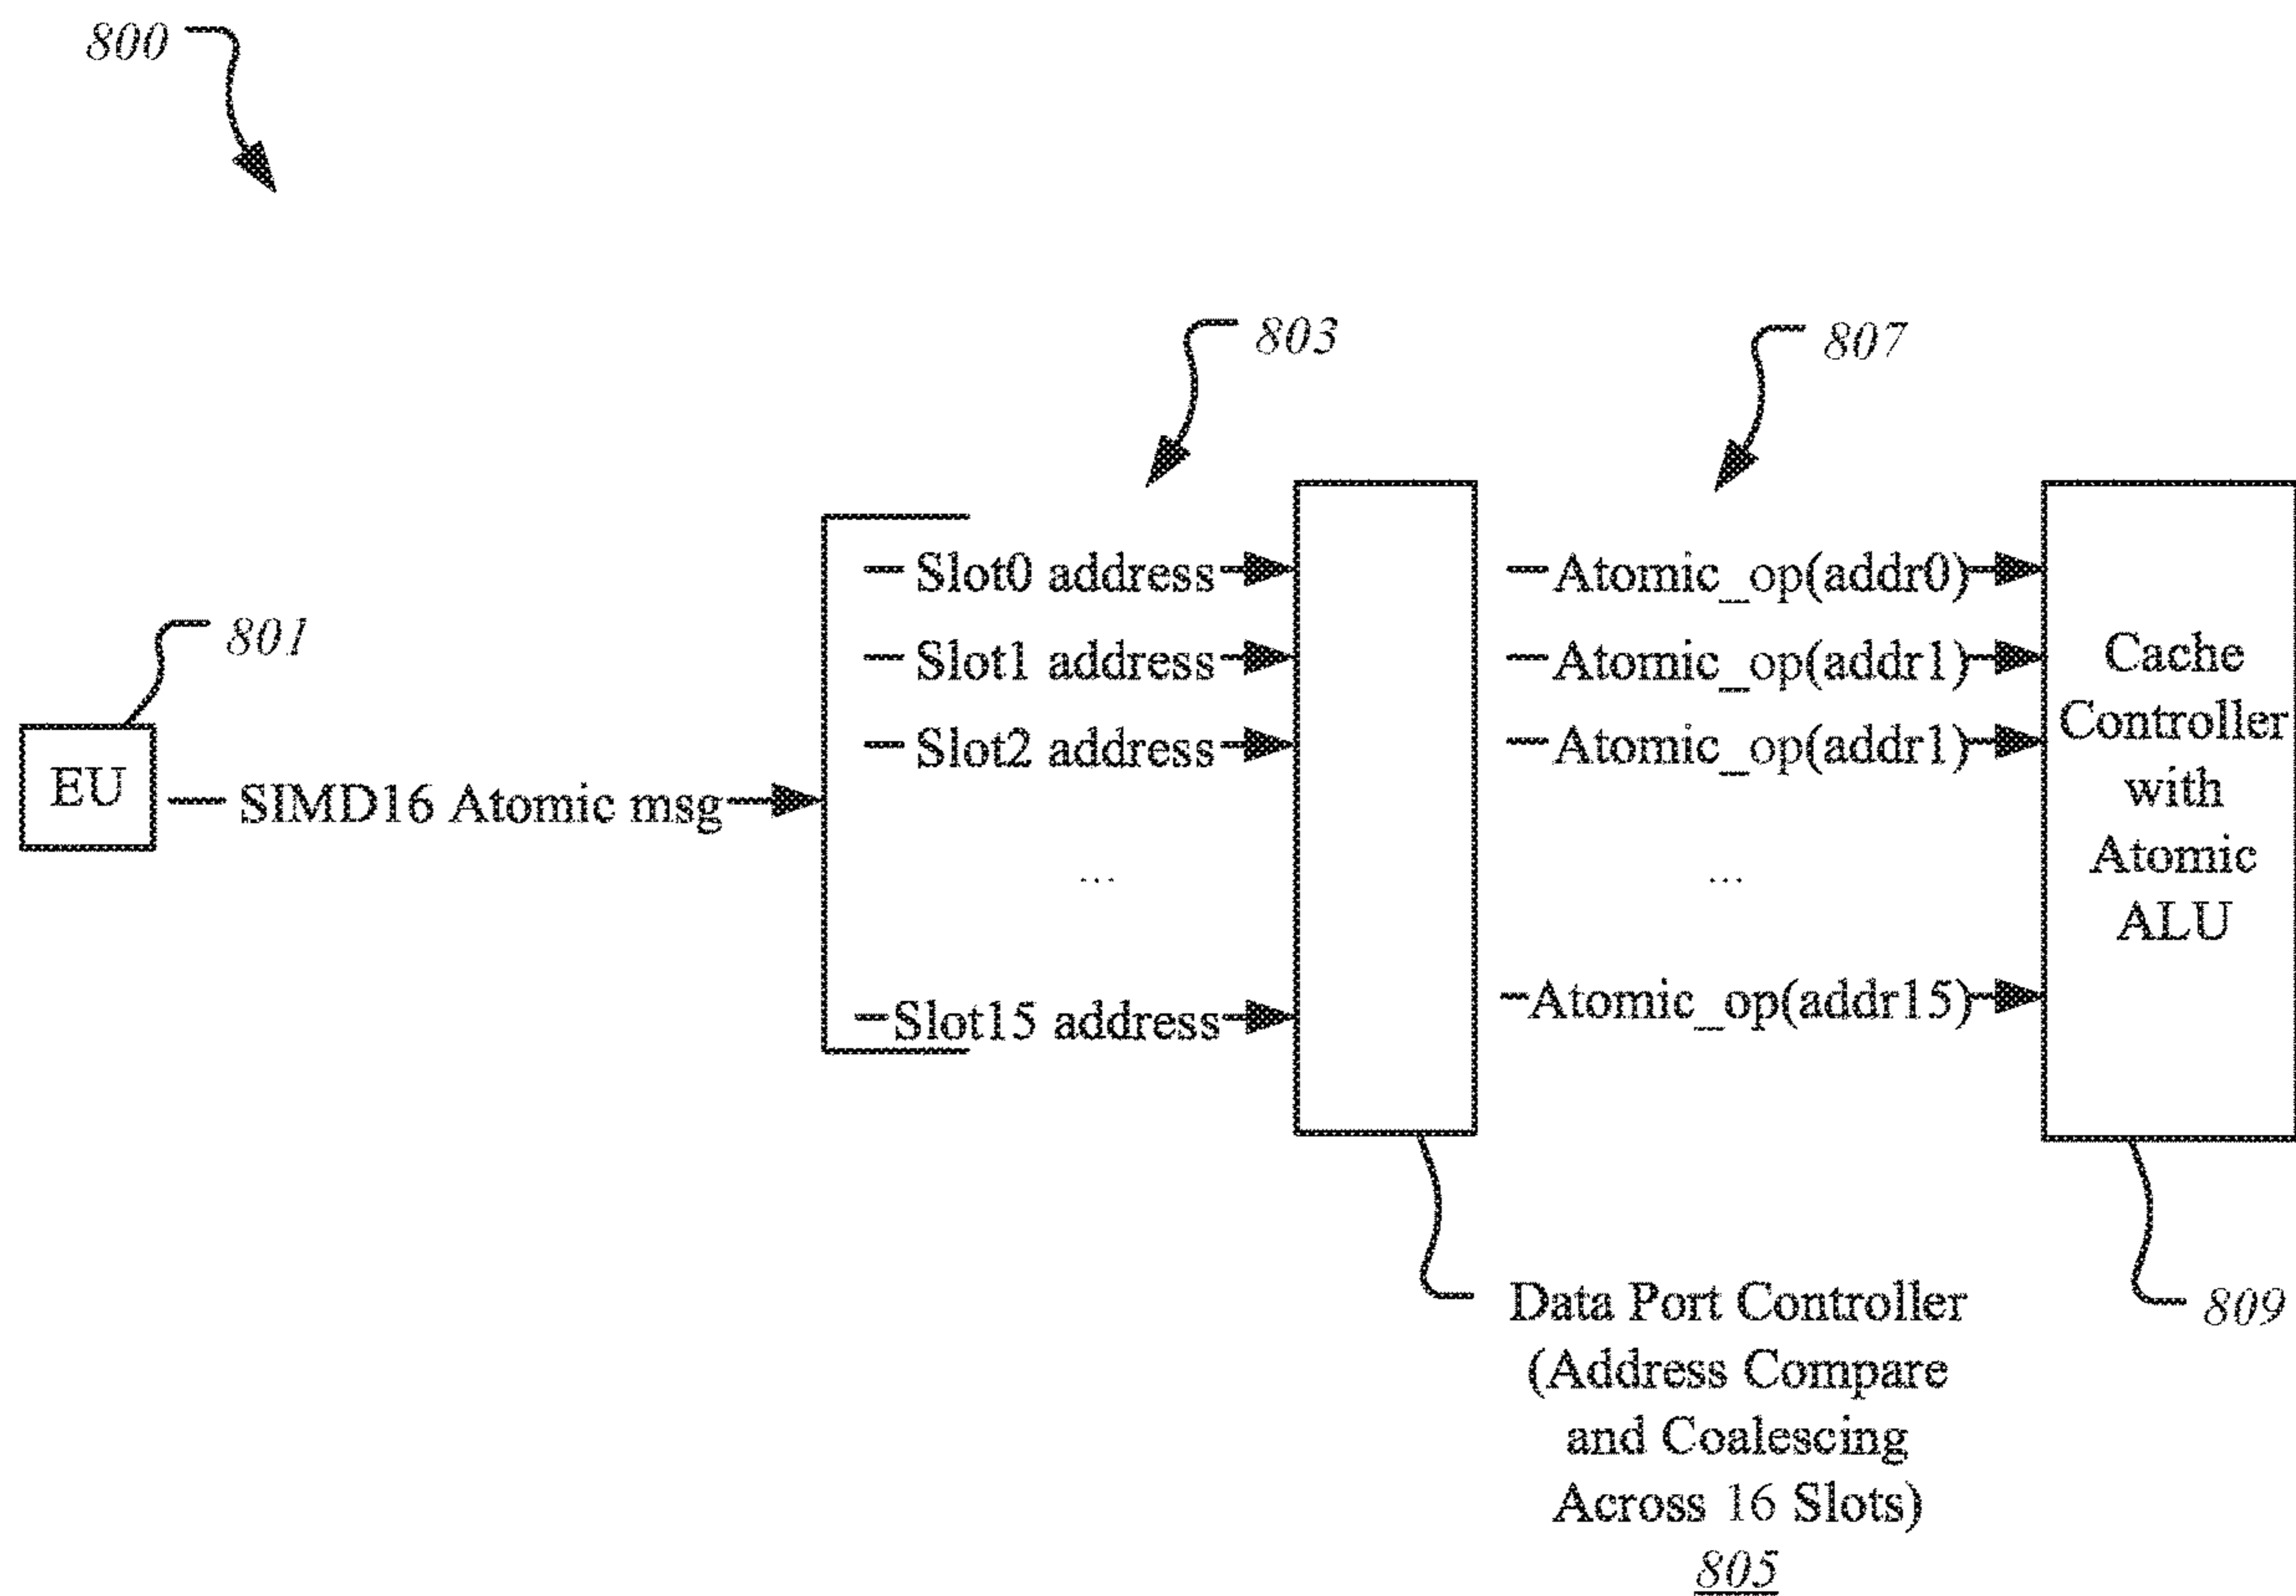 800
803
807
Slot0 address
Atomic_op(addr0)
801
Slot1 address
Atomic_op(addr1)
Cache
Controller
with
Atomic
ALU
Slot2 address
Atomic_op(addr1)
EU
SIMD16 Atomic msg
...
...
Slot15 address
Atomic_op(addr15)
Data Port Controller
(Address Compare
and Coalescing
Across 16 Slots)
805
809